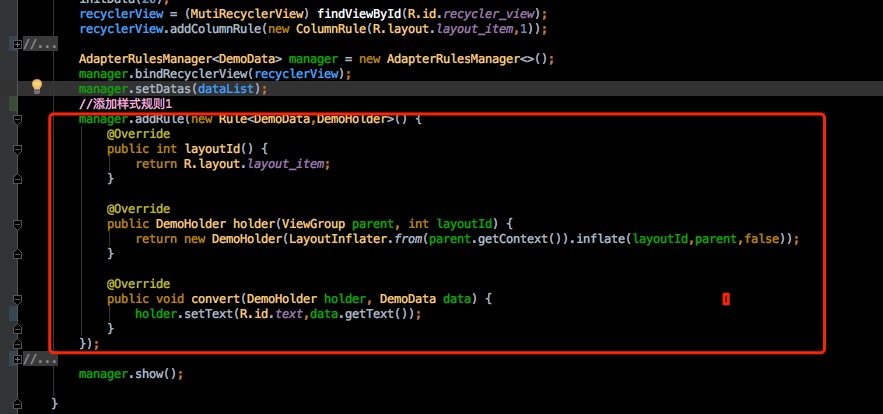 initData(20);
recyclerView = (MutiRecyclerView) findViewById(R.id.recycler_view);
recyclerView.addColumnRule(new ColumnRule(R.layout.layout_item,1));
//...
AdapterRulesManager<DemoData> manager = new AdapterRulesManager<>();
manager.bindRecyclerView(recyclerView);
manager.setDatas(dataList);
//添加样式规则1
manager.addRule(new Rule<DemoData,DemoHolder>() {
@Override
public int layoutId() {
return R.layout.layout_item;
}
@Override
public DemoHolder holder(ViewGroup parent, int layoutId) {
return new DemoHolder(LayoutInflater.from(parent.getContext()).inflate(layoutId,parent,false));
}
@Override
public void convert(DemoHolder holder, DemoData data) {
holder.setText(R.id.text,data.getText());
}
});
//...
manager.show();
}